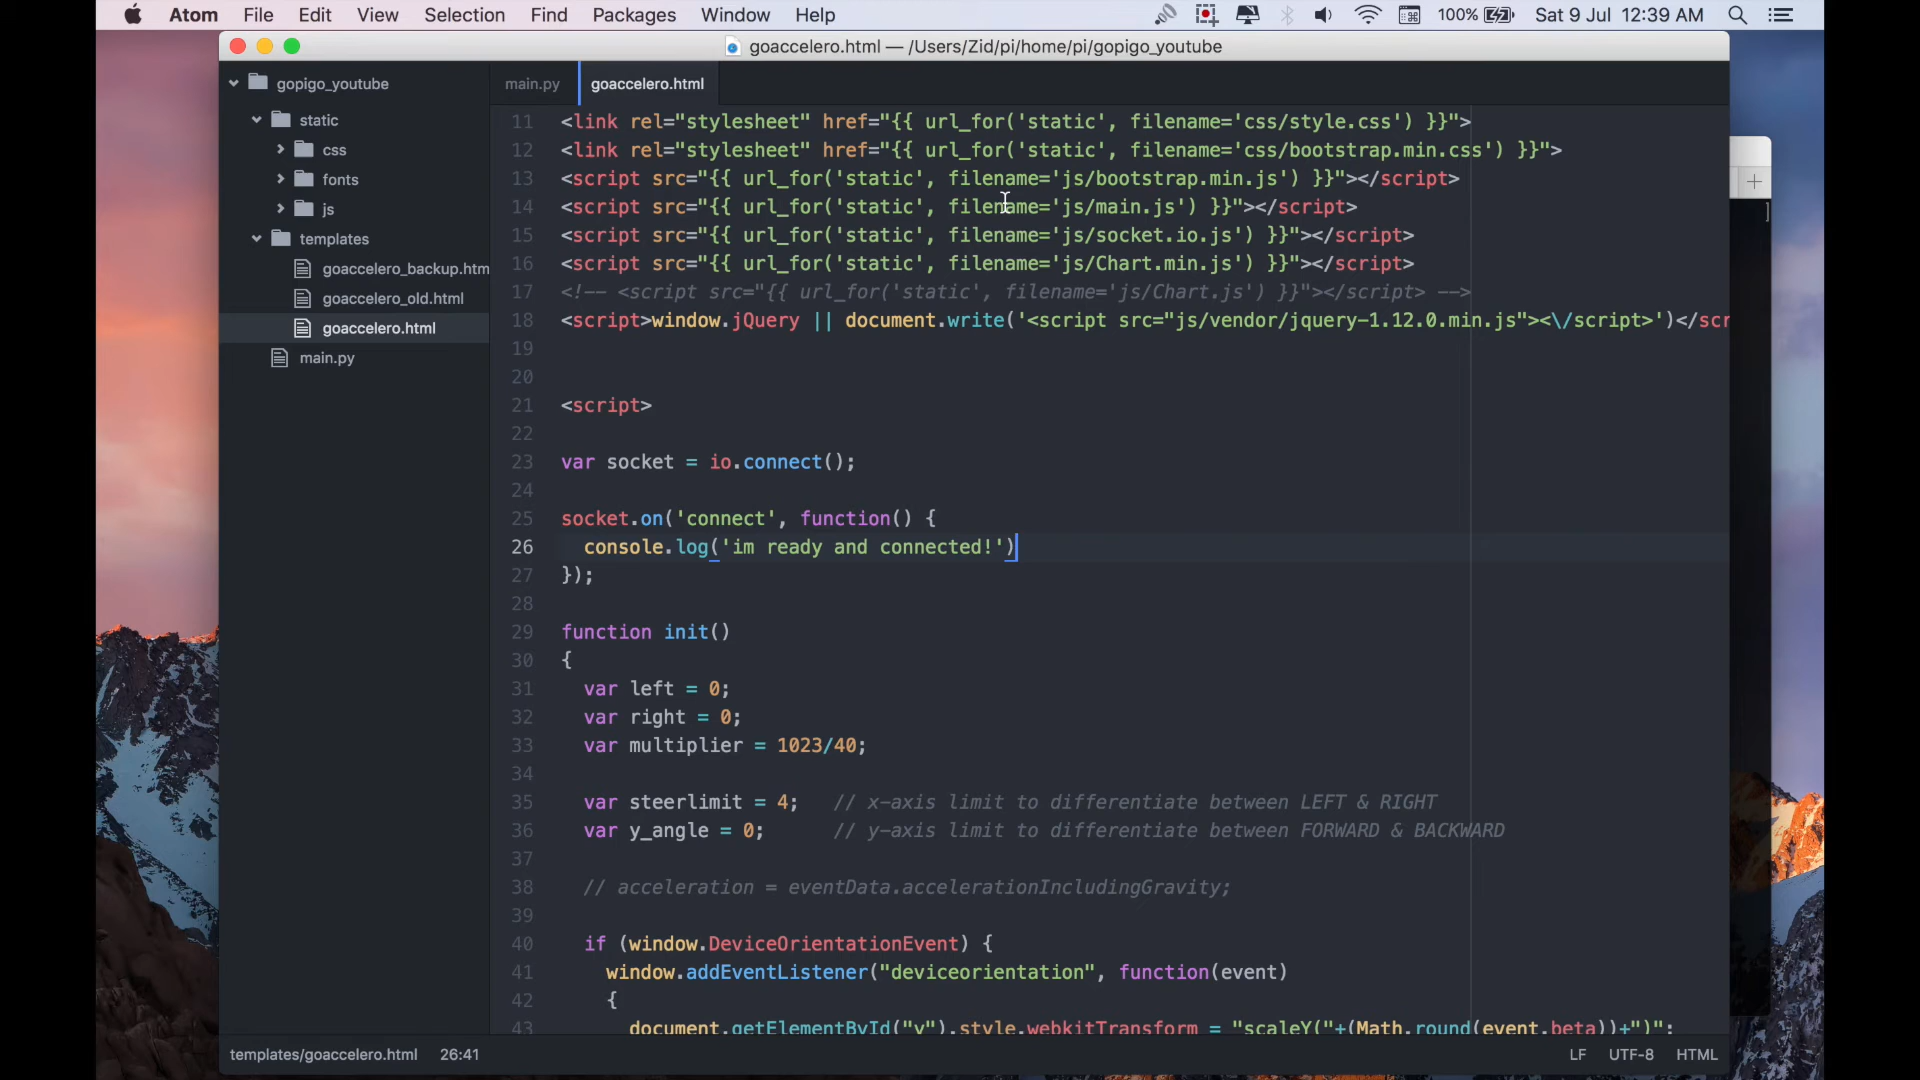 Atom File Edit View Selection Find Packages Window Help 100% Sat 9 Jul 12:39 AM
goaccelero.html — /Users/Zid/pi/home/pi/gopigo_youtube
gopigo_youtube
static
css
fonts
js
templates
goaccelero_backup.htm
goaccelero_old.html
goaccelero.html
main.py
main.py goaccelero.html
11 <link rel="stylesheet" href="{{ url_for('static', filename='css/style.css') }}">
12 <link rel="stylesheet" href="{{ url_for('static', filename='css/bootstrap.min.css') }}">
13 <script src="{{ url_for('static', filename='js/bootstrap.min.js') }}"></script>
14 <script src="{{ url_for('static', filename='js/main.js') }}"></script>
15 <script src="{{ url_for('static', filename='js/socket.io.js') }}"></script>
16 <script src="{{ url_for('static', filename='js/Chart.min.js') }}"></script>
17 <!-- <script src="{{ url_for('static', filename='js/Chart.js') }}"></script> -->
18 <script>window.jQuery || document.write('<script src="js/vendor/jquery-1.12.0.min.js"><\/script>')</scr
19
20
21 <script>
22
23 var socket = io.connect();
24
25 socket.on('connect', function() {
26 console.log('im ready and connected!')
27 });
28
29 function init()
30 {
31 var left = 0;
32 var right = 0;
33 var multiplier = 1023/40;
34
35 var steerlimit = 4; // x-axis limit to differentiate between LEFT & RIGHT
36 var y_angle = 0; // y-axis limit to differentiate between FORWARD & BACKWARD
37
38 // acceleration = eventData.accelerationIncludingGravity;
39
40 if (window.DeviceOrientationEvent) {
41 window.addEventListener("deviceorientation", function(event)
42 {
43 document.getElementById("y").style.webkitTransform = "scaleY("+(Math.round(event.beta))+")";
templates/goaccelero.html 26:41 LF UTF-8 HTML